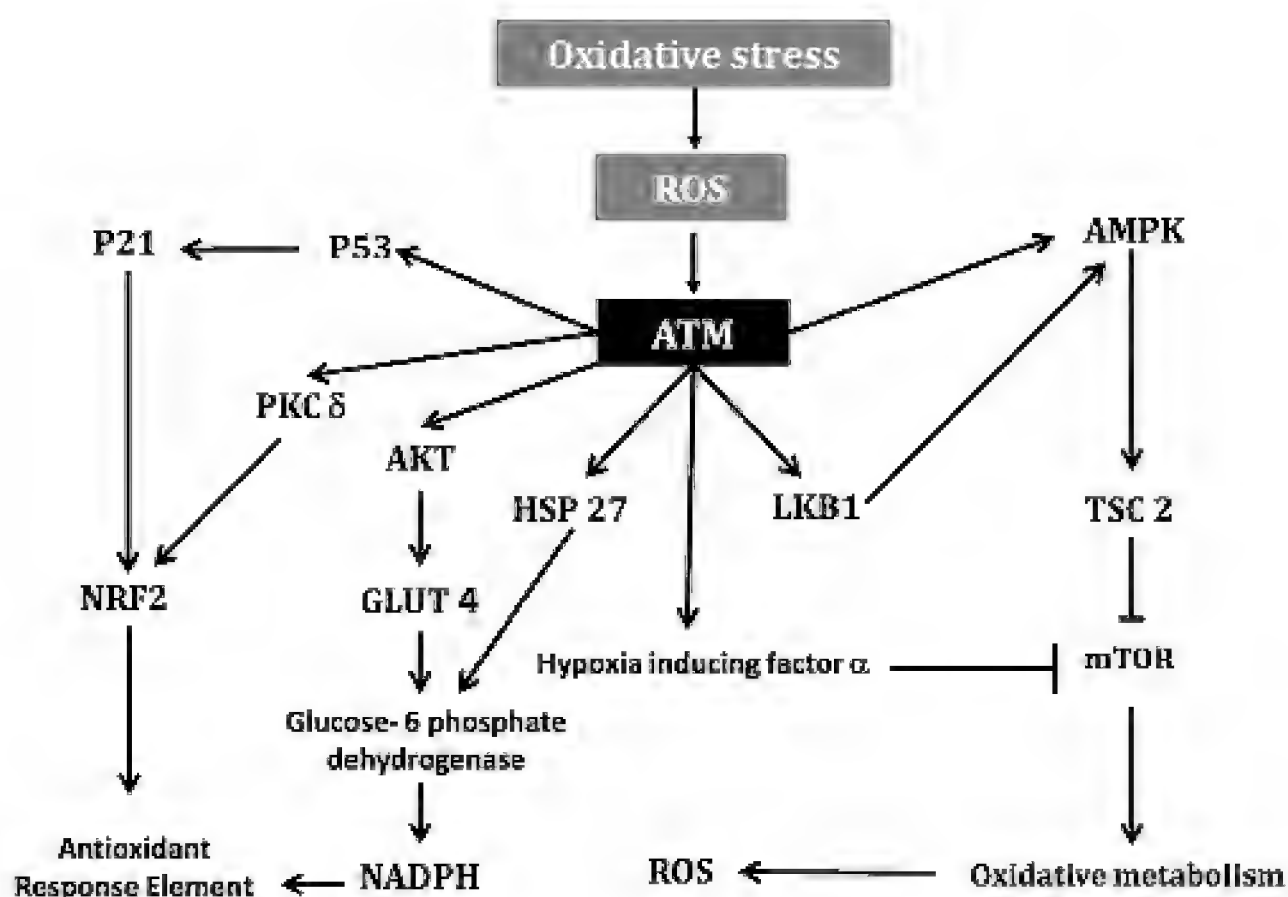 Oxidative stress
ROS
P21
P53
AMPK
ATM
PKC δ
AKT
HSP 27
LKB1
TSC 2
NRF2
GLUT 4
Hypoxia inducing factor α
mTOR
Glucose- 6 phosphate
dehydrogenase
Antioxidant
Response Element
NADPH
ROS
Oxidative metabolism